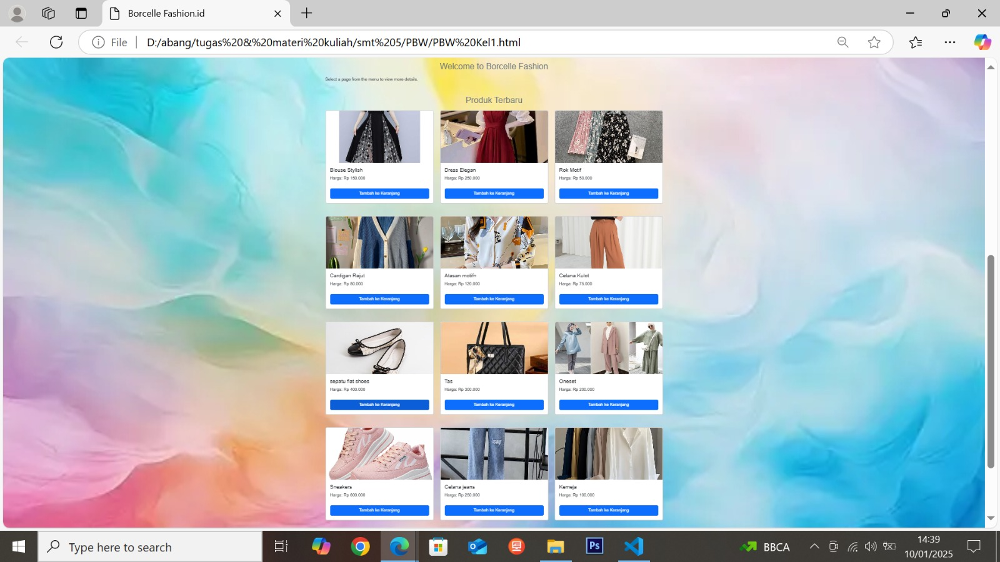 Borcelle Fashion.id
File
D:/abang/tugas%20&%20materi%20kuliah/smt%205/PBW/PBW%20Kel1.html
Welcome to Borcelle Fashion
Select a page from the menu to view more details.
Produk Terbaru
Blouse Stylish
Harga: Rp 150.000
Tambah ke Keranjang
Dress Elegan
Harga: Rp 250.000
Tambah ke Keranjang
Rok Motif
Harga: Rp 50.000
Tambah ke Keranjang
Cardigan Rajut
Harga: Rp 80.000
Tambah ke Keranjang
Atasan motifn
Harga: Rp 120.000
Tambah ke Keranjang
Celana Kulot
Harga: Rp 75.000
Tambah ke Keranjang
sepatu flat shoes
Harga: Rp 400.000
Tambah ke Keranjang
Tas
Harga: Rp 300.000
Tambah ke Keranjang
Oneset
Harga: Rp 200.000
Tambah ke Keranjang
Sneakers
Harga: Rp 600.000
Tambah ke Keranjang
Celana jeans
Harga: Rp 250.000
Tambah ke Keranjang
Kemeja
Harga: Rp 100.000
Tambah ke Keranjang
Type here to search
Ps
BBCA
14:39
10/01/2025